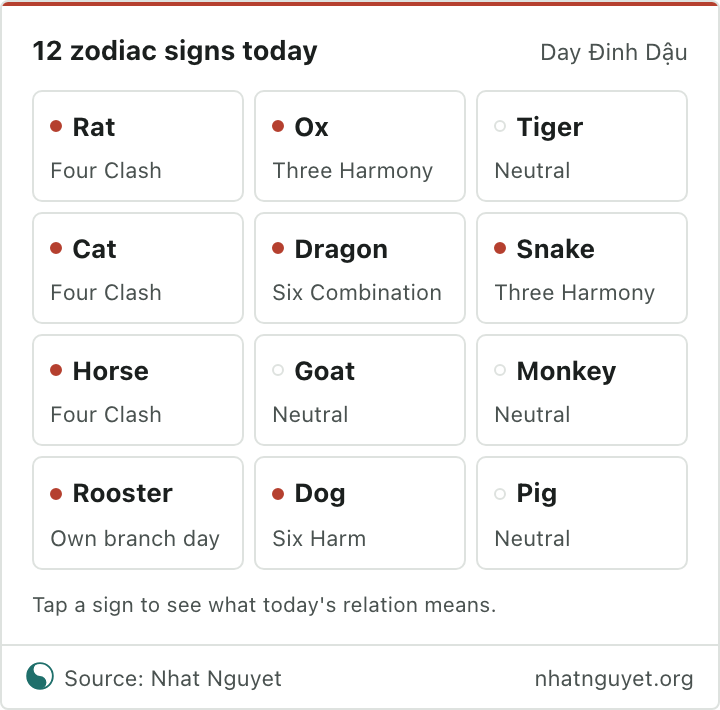 12 zodiac signs today
Day Đinh Dậu
Rat
Four Clash
Ox
Three Harmony
Tiger
Neutral
Cat
Four Clash
Dragon
Six Combination
Snake
Three Harmony
Horse
Four Clash
Goat
Neutral
Monkey
Neutral
Rooster
Own branch day
Dog
Six Harm
Pig
Neutral
Tap a sign to see what today's relation means.
Source: Nhat Nguyet
nhatnguyet.org